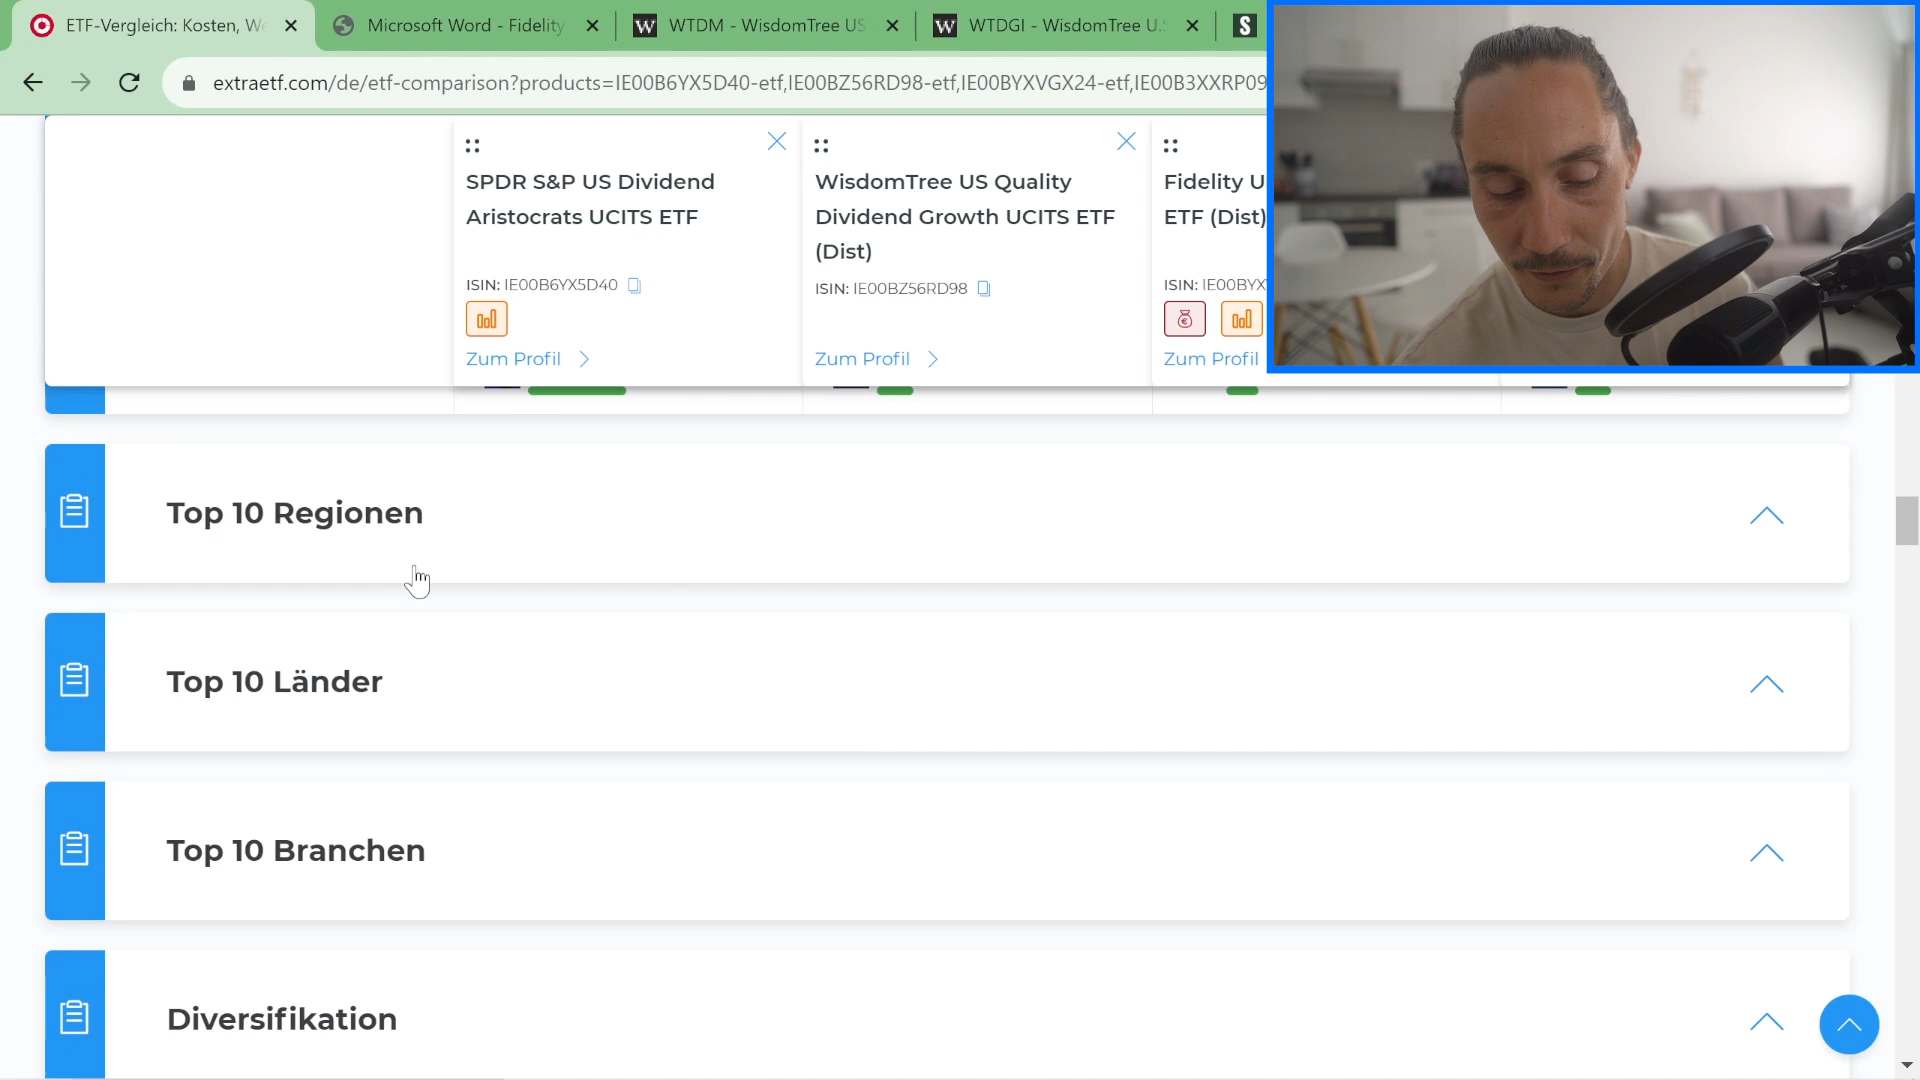 ETF-Vergleich: Kosten, We
Microsoft Word - Fidelity
WTDM - WisdomTree US
WTDGI - WisdomTree U.S
extraetf.com/de/etf-comparison?products=IE00B6YX5D40-etf,IE00BZ56RD98-etf,IE00BYXVGX24-etf,IE00B3XXRP09
SPDR S&P US Dividend
Aristocrats UCITS ETF
ISIN: IE00B6YX5D40
Zum Profil
WisdomTree US Quality
Dividend Growth UCITS ETF
(Dist)
ISIN: IE00BZ56RD98
Zum Profil
Fidelity U
ETF (Dist)
ISIN: IE00BYX
Zum Profil
Top 10 Regionen
Top 10 Länder
Top 10 Branchen
Diversifikation